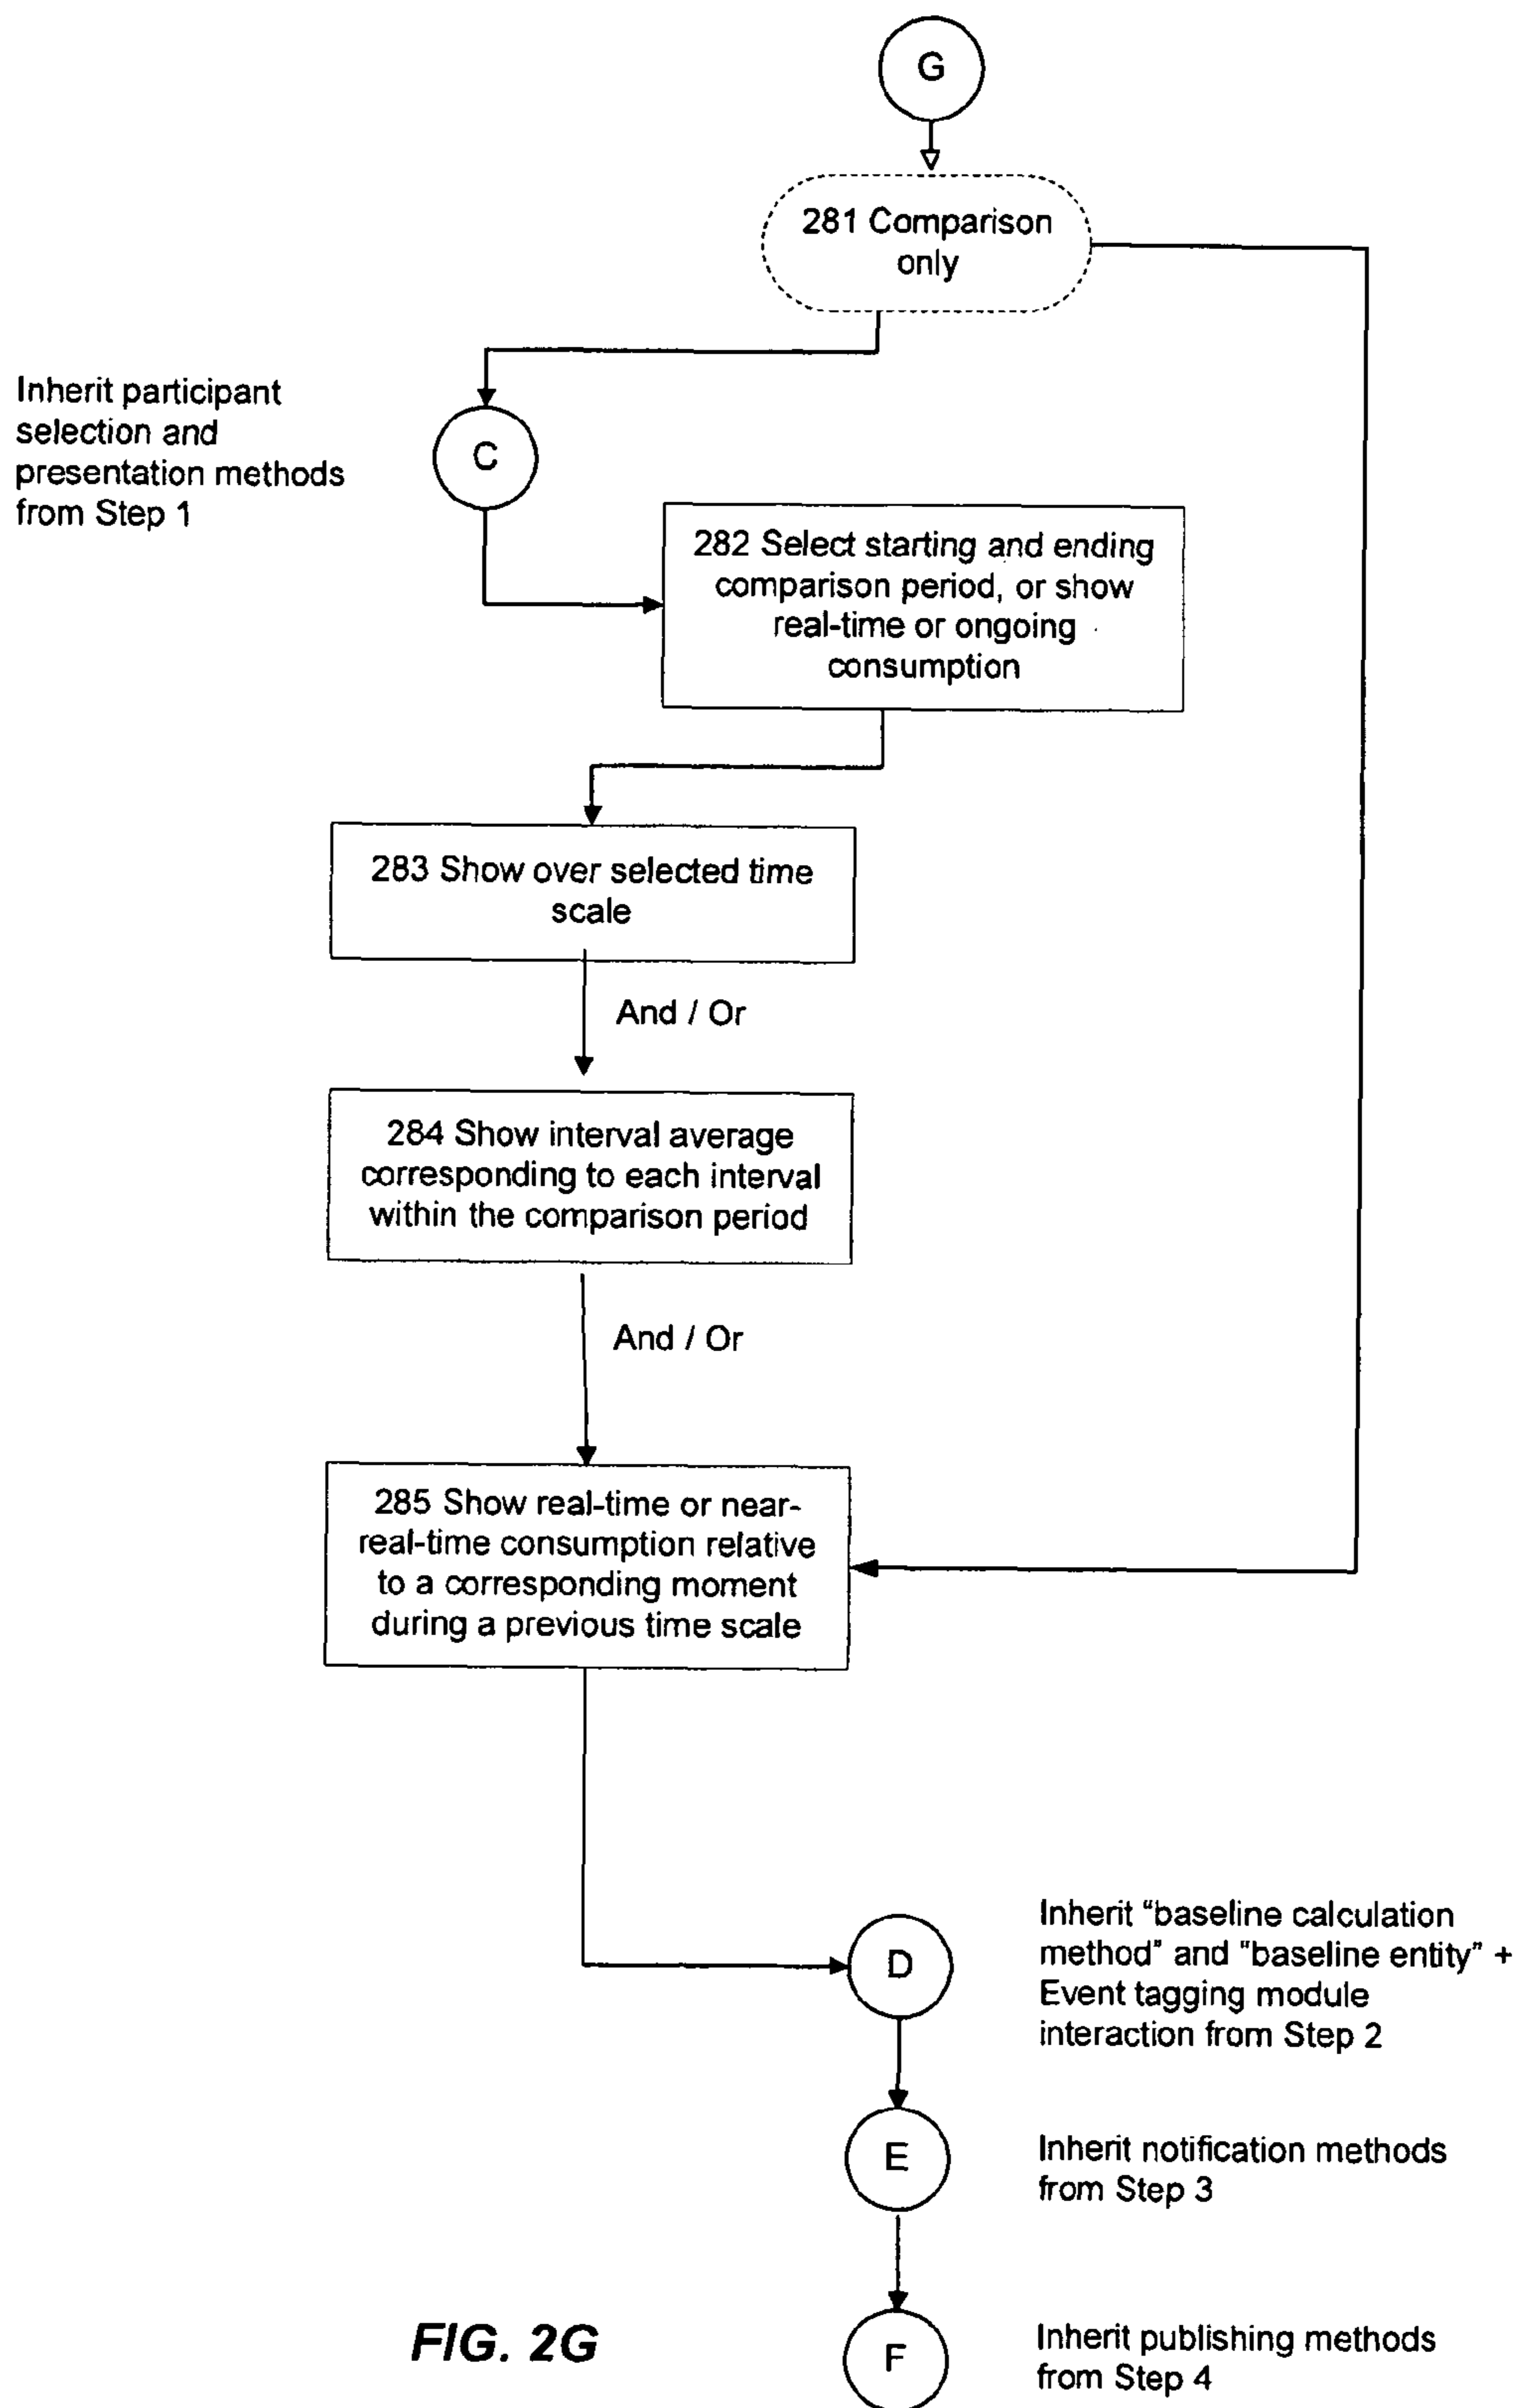 G
281 Comparison
only
Inherit participant
selection and
presentation methods
from Step 1
C
282 Select starting and ending
comparison period, or show
real-time or ongoing
consumption
283 Show over selected time
scale
And / Or
284 Show interval average
corresponding to each interval
within the comparison period
And / Or
285 Show real-time or near-
real-time consumption relative
to a corresponding moment
during a previous time scale
D
Inherit "baseline calculation
method" and "baseline entity" +
Event tagging module
interaction from Step 2
E
Inherit notification methods
from Step 3
FIG. 2G
F
Inherit publishing methods
from Step 4